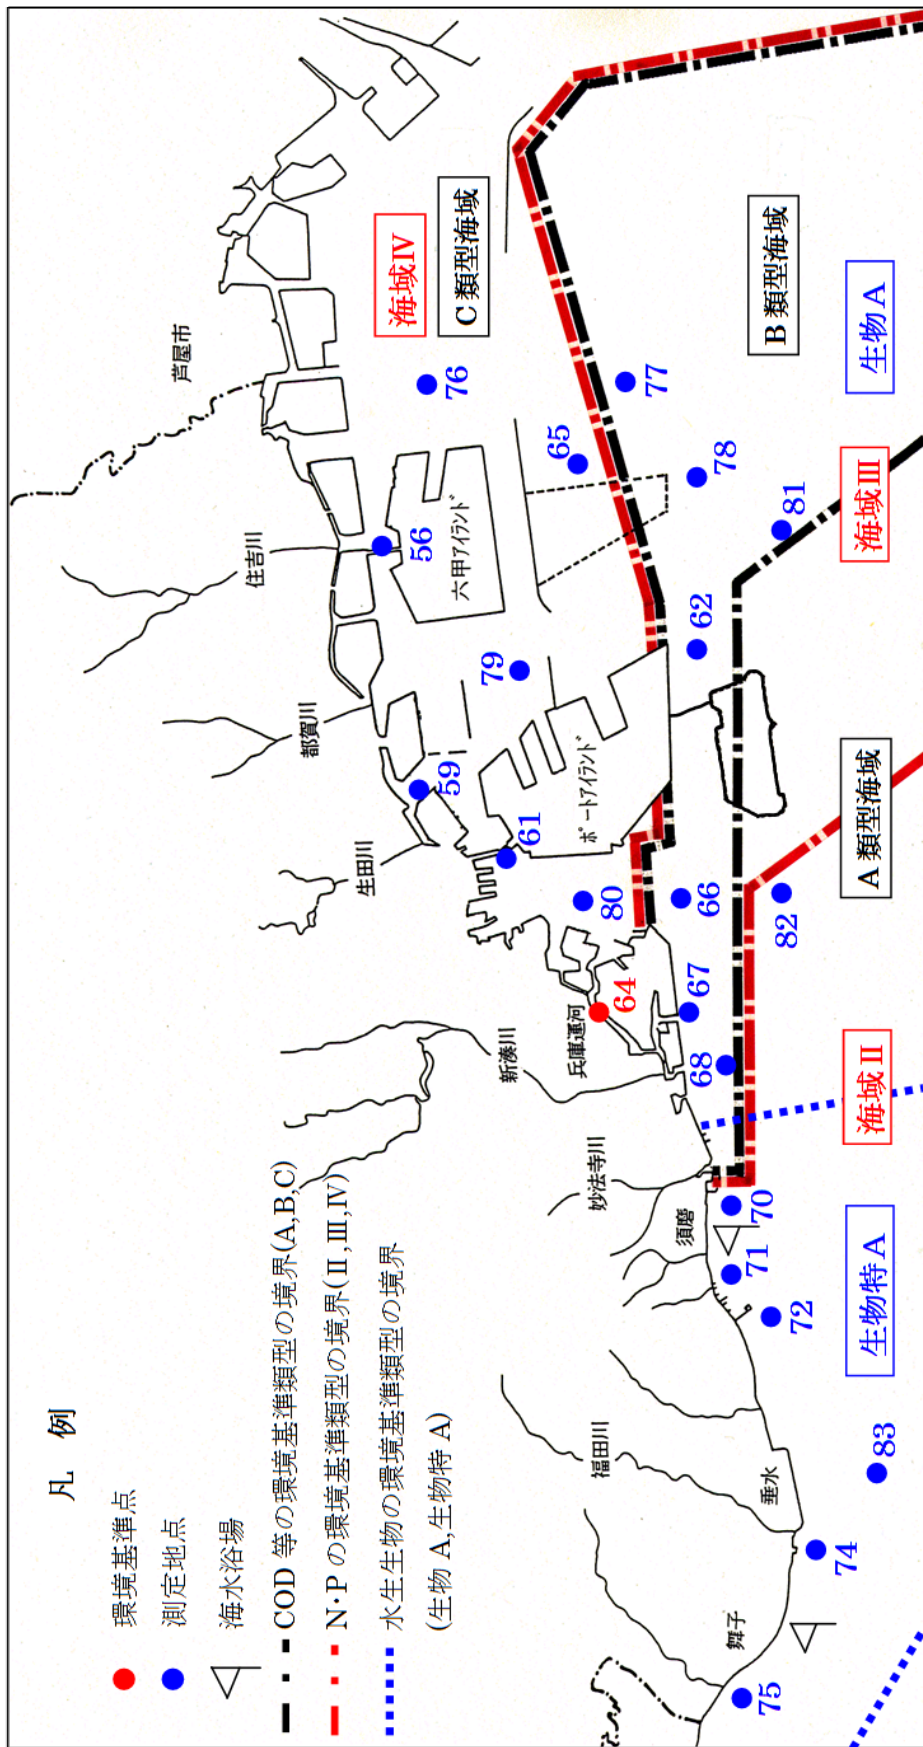 凡 例
環境基準点
測定地点
海水浴場
COD 等の環境基準類型の境界(A,B,C)
N・P の環境基準類型の境界(Ⅱ,Ⅲ,Ⅳ)
水生生物の環境基準類型の境界
(生物 A,生物特 A)
芦屋市
住吉川
都賀川
生田川
新湊川
兵庫運河
妙法寺川
須磨
福田川
垂水
舞子
六甲アイランド
ポートアイランド
海域Ⅳ
C 類型海域
B 類型海域
生物 A
海域Ⅲ
A 類型海域
海域Ⅱ
生物特 A
56
59
61
62
64
65
66
67
68
70
71
72
74
75
76
77
78
79
80
81
82
83